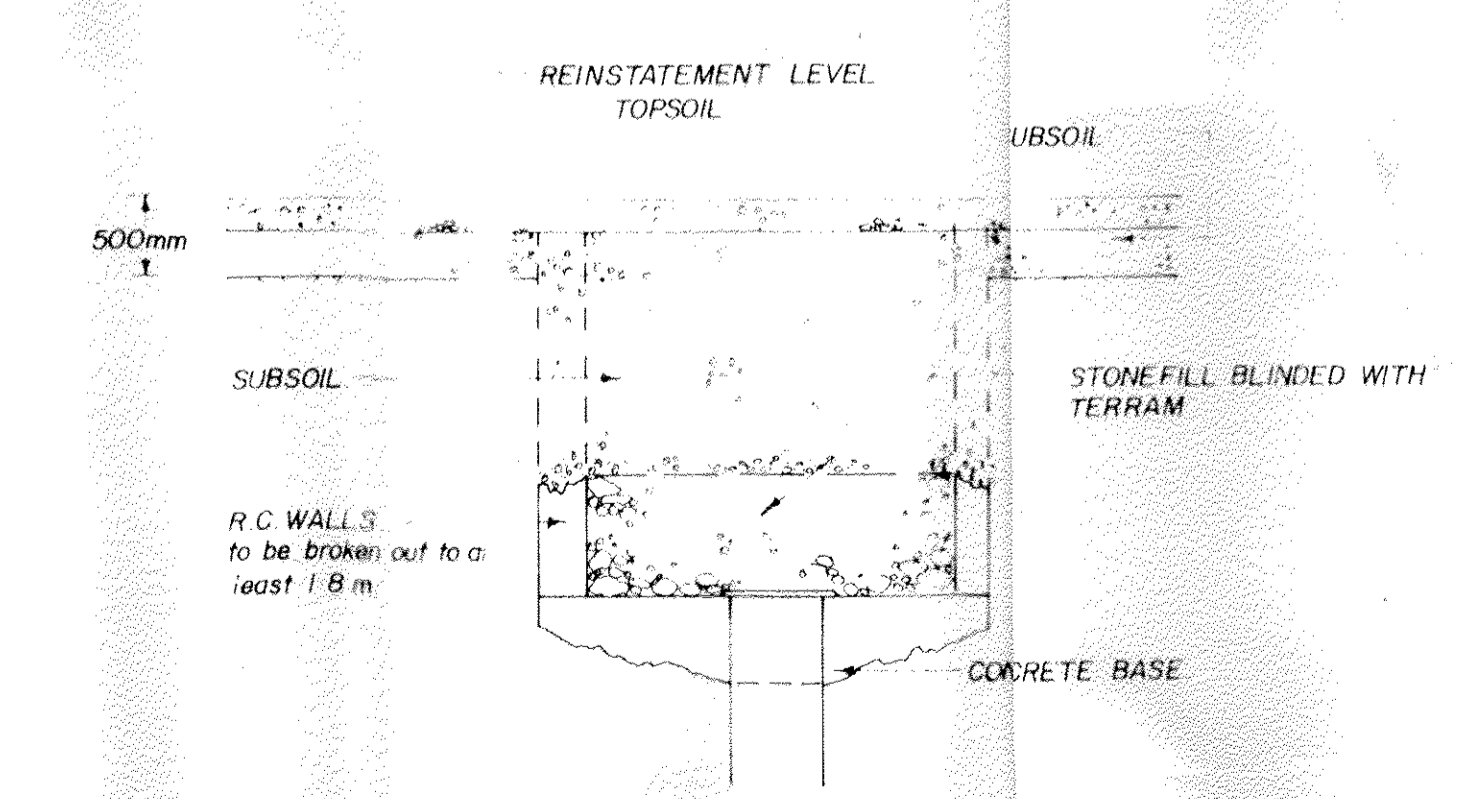 REINSTATEMENT LEVEL
TOPSOIL
UBSOIL
500mm
SUBSOIL
STONEFILL BLINDED WITH
TERRAM
R.C. WALLS
to be broken out to a
least 1 8 m
COCRETE BASE